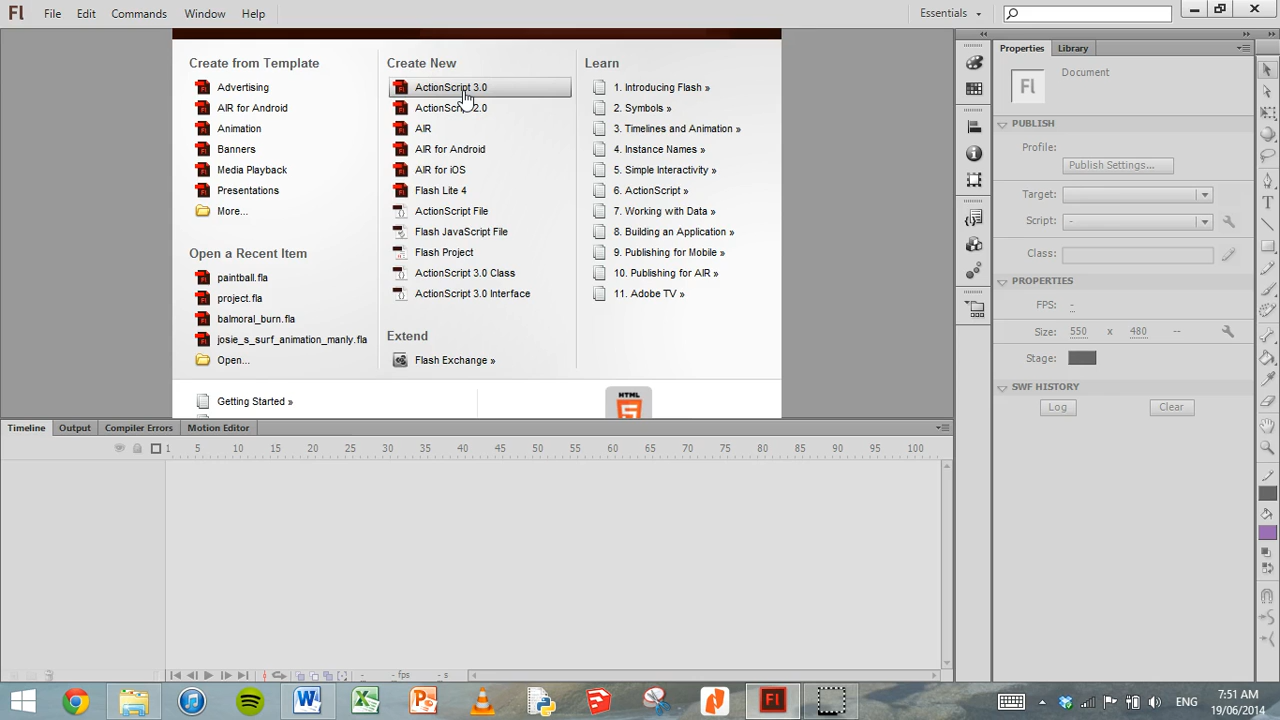 Fl File Edit Commands Window Help Essentials
Create from Template
Advertising
AIR for Android
Animation
Banners
Media Playback
Presentations
More...
Open a Recent Item
paintball.fla
project.fla
balmoral_burn.fla
josie_s_surf_animation_manly.fla
Open...
Create New
ActionScript 3.0
ActionScript 2.0
AIR
AIR for Android
AIR for iOS
Flash Lite 4
ActionScript File
Flash JavaScript File
Flash Project
ActionScript 3.0 Class
ActionScript 3.0 Interface
Extend
Flash Exchange »
Learn
1. Introducing Flash »
2. Symbols »
3. Timelines and Animation »
4. Instance Names »
5. Simple Interactivity »
6. ActionScript »
7. Working with Data »
8. Building an Application »
9. Publishing for Mobile »
10. Publishing for AIR »
11. Adobe TV »
Getting Started »
HTML
Properties Library
Fl Document
PUBLISH
Profile:
Publish Settings...
Target:
Script: -
Class:
PROPERTIES
FPS: -
Size: 550 x 480 --
Stage:
SWF HISTORY
Log Clear
Timeline Output Compiler Errors Motion Editor
1 5 10 15 20 25 30 35 40 45 50 55 60 65 70 75 80 85 90 95 100
- - fps - s
ENG
7:51 AM
19/06/2014